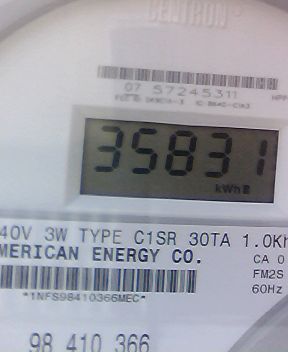 CENTRON
07 57245311
35831
kWh B
40V 3W TYPE C1SR 30TA 1.0Kh
MERICAN ENERGY CO.
CA 0
FM2S
60Hz
*1NFS98410366MEC*
98 410 366